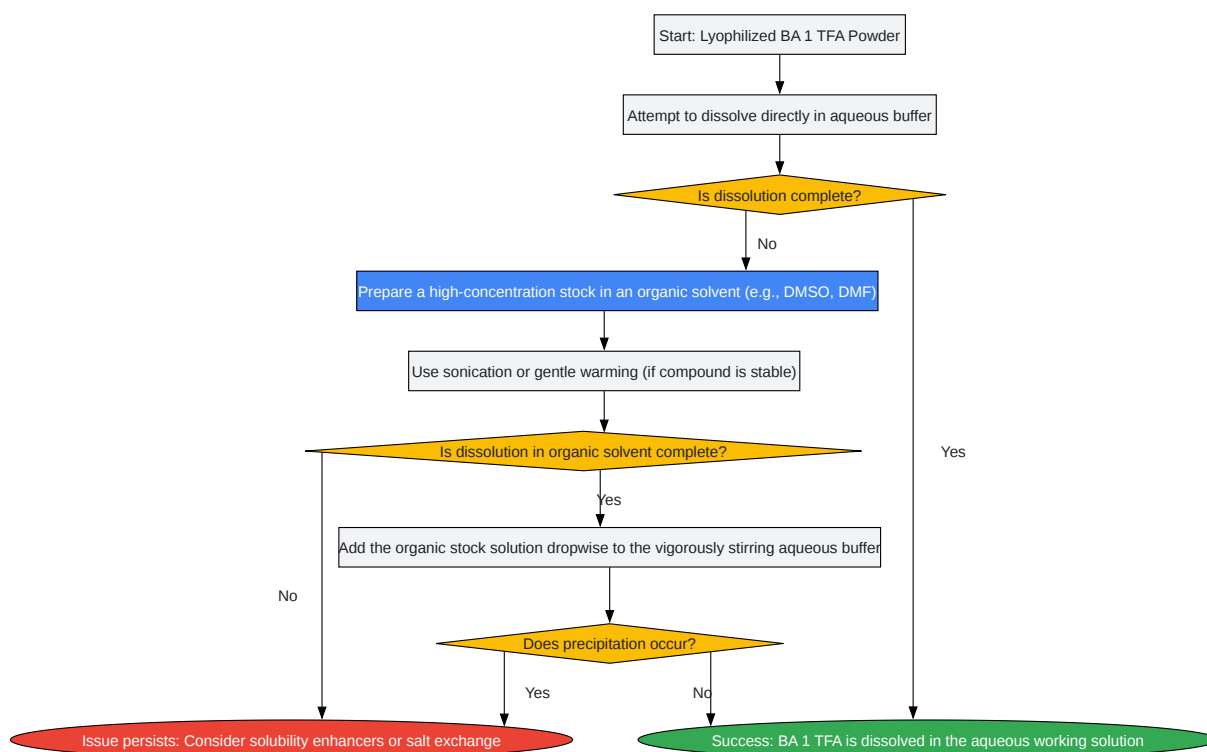 Start: Lyophilized BA 1 TFA Powder
Attempt to dissolve directly in aqueous buffer
Is dissolution complete?
No
Prepare a high-concentration stock in an organic solvent (e.g., DMSO, DMF)
Use sonication or gentle warming (if compound is stable)
Is dissolution in organic solvent complete?
Yes
Yes
Add the organic stock solution dropwise to the vigorously stirring aqueous buffer
No
Does precipitation occur?
Yes
No
Issue persists: Consider solubility enhancers or salt exchange
Success: BA 1 TFA is dissolved in the aqueous working solution